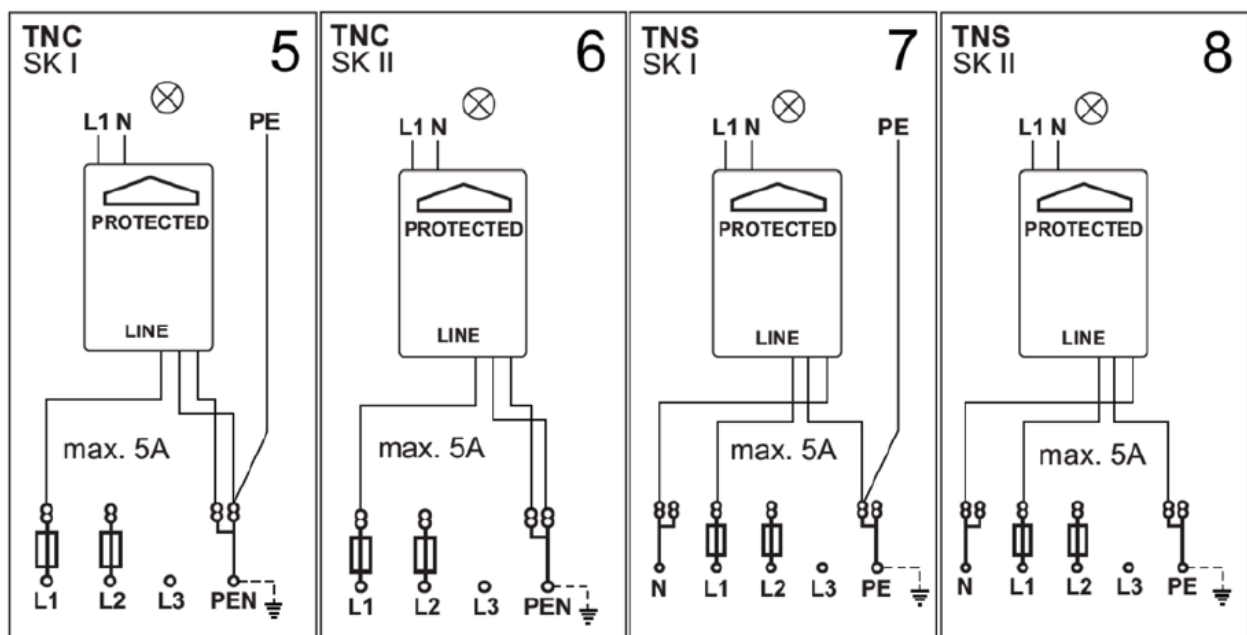 TNC
SK I
5
L1 N
PE
PROTECTED
LINE
max. 5A
L1 L2 L3 PEN
TNC
SK II
6
L1 N
PROTECTED
LINE
max. 5A
L1 L2 L3 PEN
TNS
SK I
7
L1 N
PE
PROTECTED
LINE
max. 5A
N L1 L2 L3 PE
TNS
SK II
8
L1 N
PROTECTED
LINE
max. 5A
N L1 L2 L3 PE